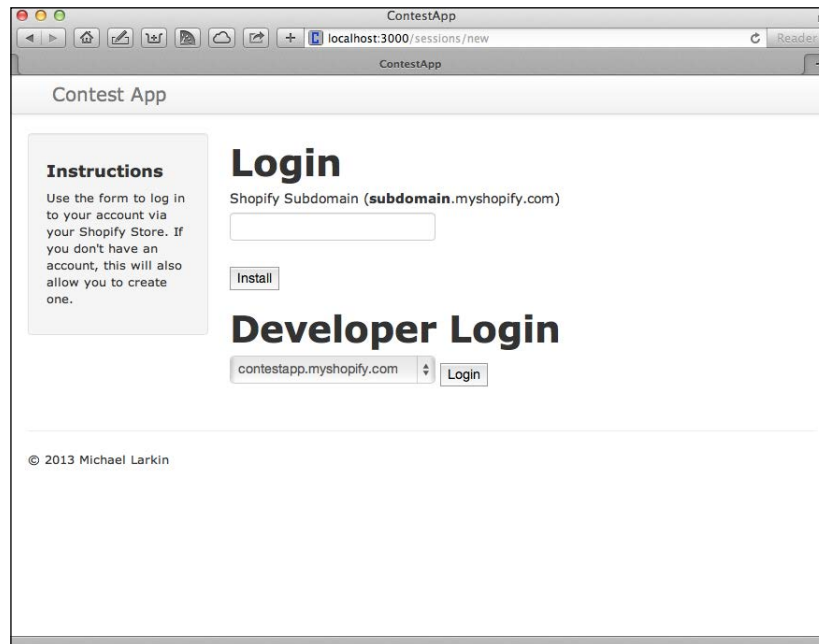 ContestApp
localhost:3000/sessions/new
Reader
ContestApp
Contest App
Instructions
Use the form to log in
to your account via
your Shopify Store. If
you don't have an
account, this will also
allow you to create
one.
Login
Shopify Subdomain (subdomain.myshopify.com)
Install
Developer Login
contestapp.myshopify.com
Login
© 2013 Michael Larkin